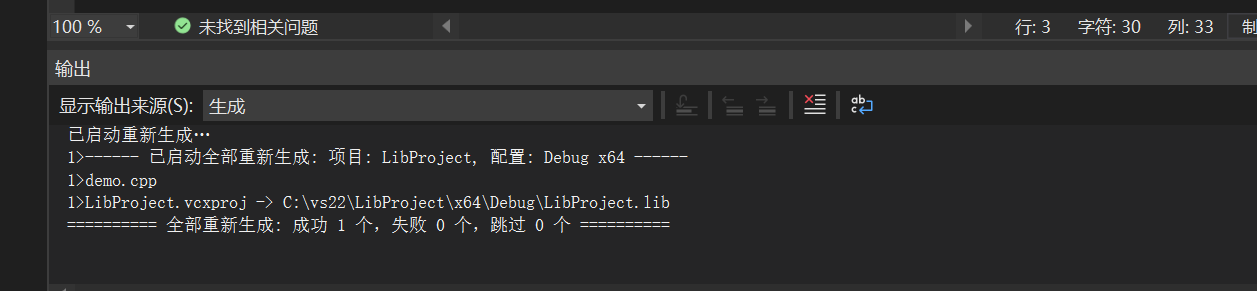 100 % 未找到相关问题 行: 3 字符: 30 列: 33 制
输出
显示输出来源(S): 生成
已启动重新生成…
1>------ 已启动全部重新生成: 项目: LibProject, 配置: Debug x64 ------
1>demo.cpp
1>LibProject.vcxproj -> C:\vs22\LibProject\x64\Debug\LibProject.lib
========== 全部重新生成: 成功 1 个，失败 0 个，跳过 0 个 ==========